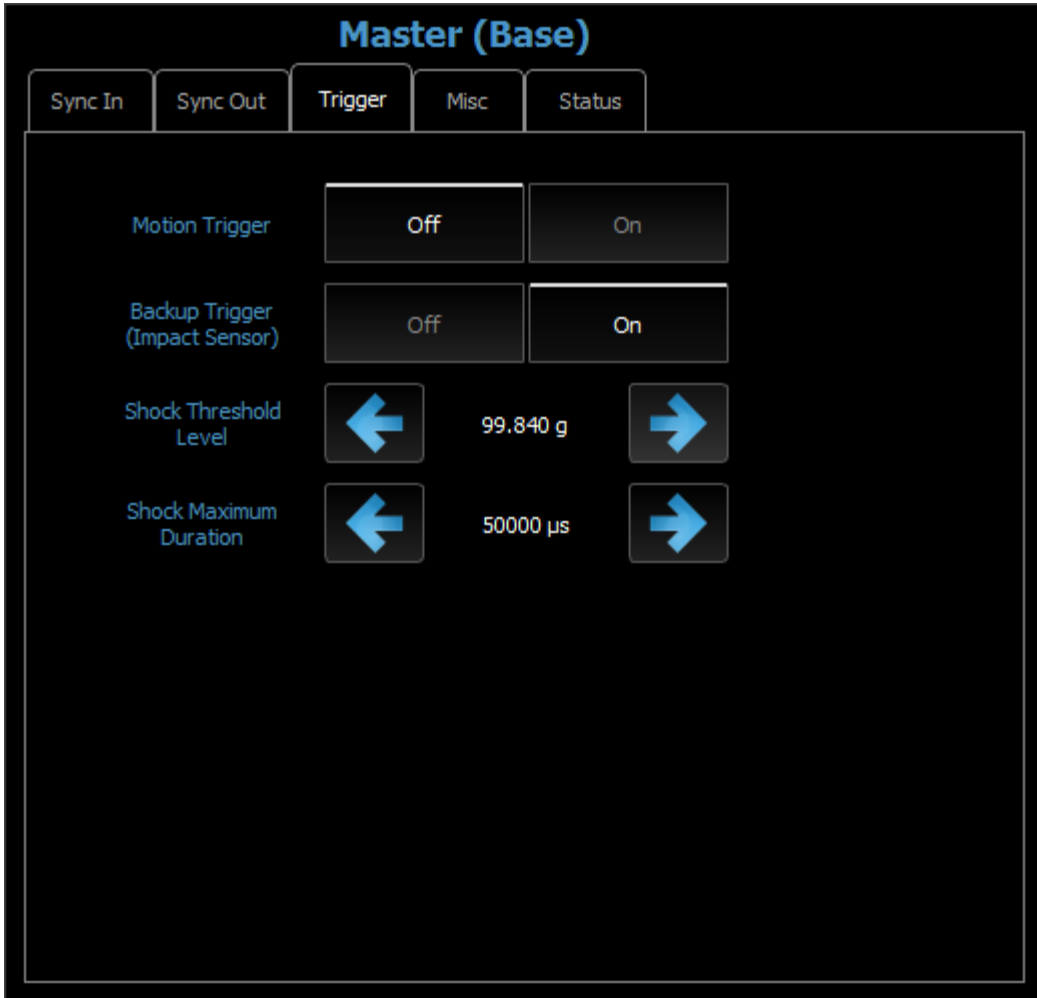 Master (Base)
Sync In
Sync Out
Trigger
Misc
Status
Motion Trigger
Off
On
Backup Trigger
(Impact Sensor)
Off
On
Shock Threshold
Level
99.840 g
Shock Maximum
Duration
50000 µs